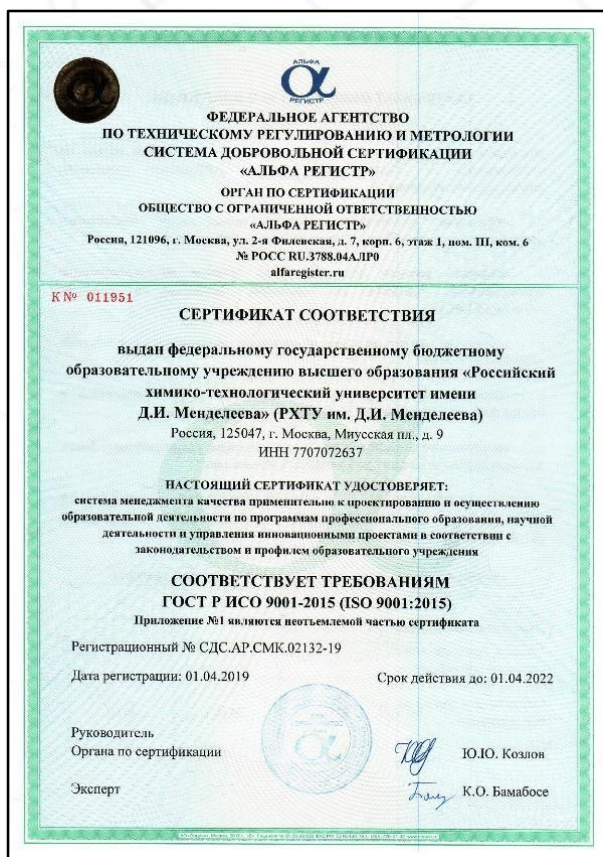 АЛЬФА
РЕГИСТР
ФЕДЕРАЛЬНОЕ АГЕНТСТВО
ПО ТЕХНИЧЕСКОМУ РЕГУЛИРОВАНИЮ И МЕТРОЛОГИИ
СИСТЕМА ДОБРОВОЛЬНОЙ СЕРТИФИКАЦИИ
«АЛЬФА РЕГИСТР»
ОРГАН ПО СЕРТИФИКАЦИИ
ОБЩЕСТВО С ОГРАНИЧЕННОЙ ОТВЕТСТВЕННОСТЬЮ
«АЛЬФА РЕГИСТР»
Россия, 121096, г. Москва, ул. 2-я Филевская, д. 7, корп. 6, этаж 1, пом. III, ком. 6
№ РОСС RU.3788.04АЛР0
alfaregister.ru
К№ 011951
СЕРТИФИКАТ СООТВЕТСТВИЯ
выдан федеральному государственному бюджетному
образовательному учреждению высшего образования «Российский
химико-технологический университет имени
Д.И. Менделеева» (РХТУ им. Д.И. Менделеева)
Россия, 125047, г. Москва, Миусская пл., д. 9
ИНН 7707072637
НАСТОЯЩИЙ СЕРТИФИКАТ УДОСТОВЕРЯЕТ:
система менеджмента качества применительно к проектированию и осуществлению
образовательной деятельности по программам профессионального образования, научной
деятельности и управления инновационными проектами в соответствии с
законодательством и профилем образовательного учреждения
СООТВЕТСТВУЕТ ТРЕБОВАНИЯМ
ГОСТ Р ИСО 9001-2015 (ISO 9001:2015)
Приложение №1 являются неотъемлемой частью сертификата
Регистрационный № СДС.АР.СМК.02132-19
Дата регистрации: 01.04.2019 Срок действия до: 01.04.2022
Руководитель
Органа по сертификации Ю.Ю. Козлон
Эксперт К.О. Бамабосе